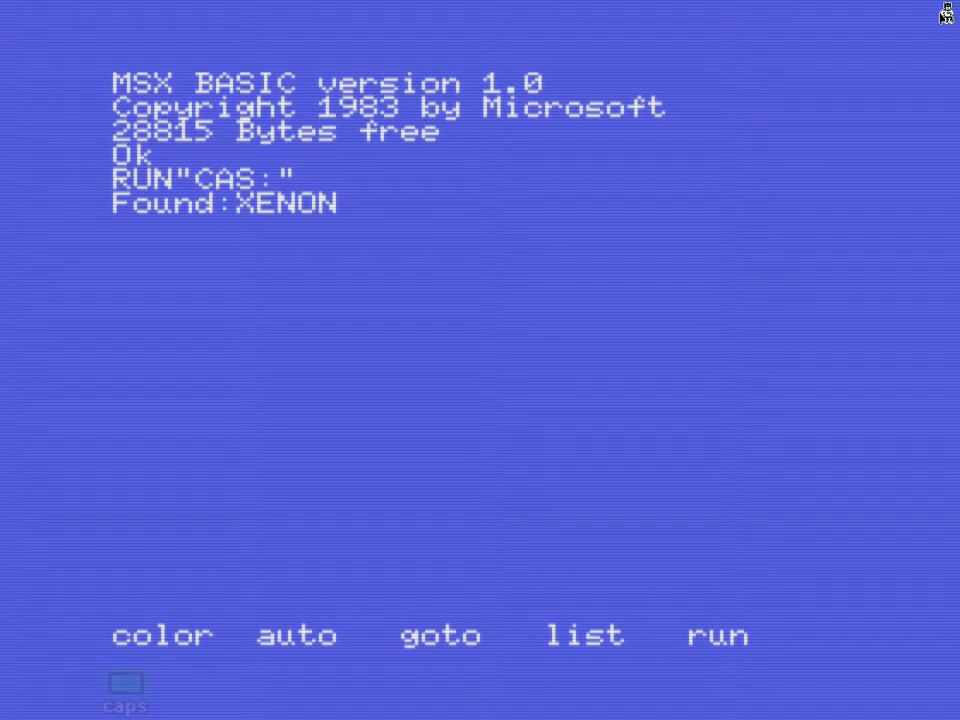 MSX BASIC version 1.0
Copyright 1983 by Microsoft
28815 Bytes free
Ok
RUN"CAS:"
Found:XENON
color auto goto list run
caps